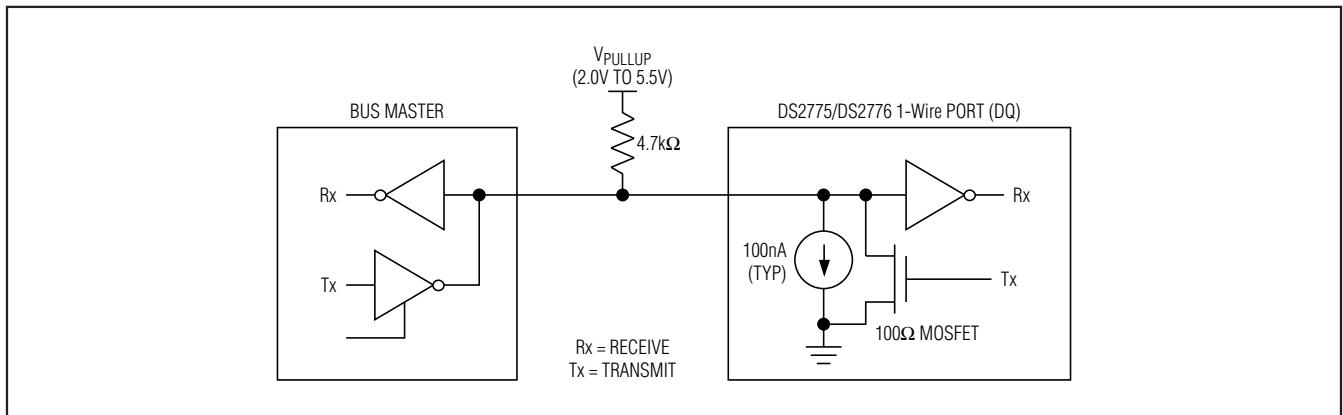 V_PULLUP
(2.0V TO 5.5V)
BUS MASTER
DS2775/DS2776 1-Wire PORT (DQ)
4.7kΩ
Rx
Rx
100nA
(TYP)
Tx
Tx
100Ω MOSFET
Rx = RECEIVE
Tx = TRANSMIT